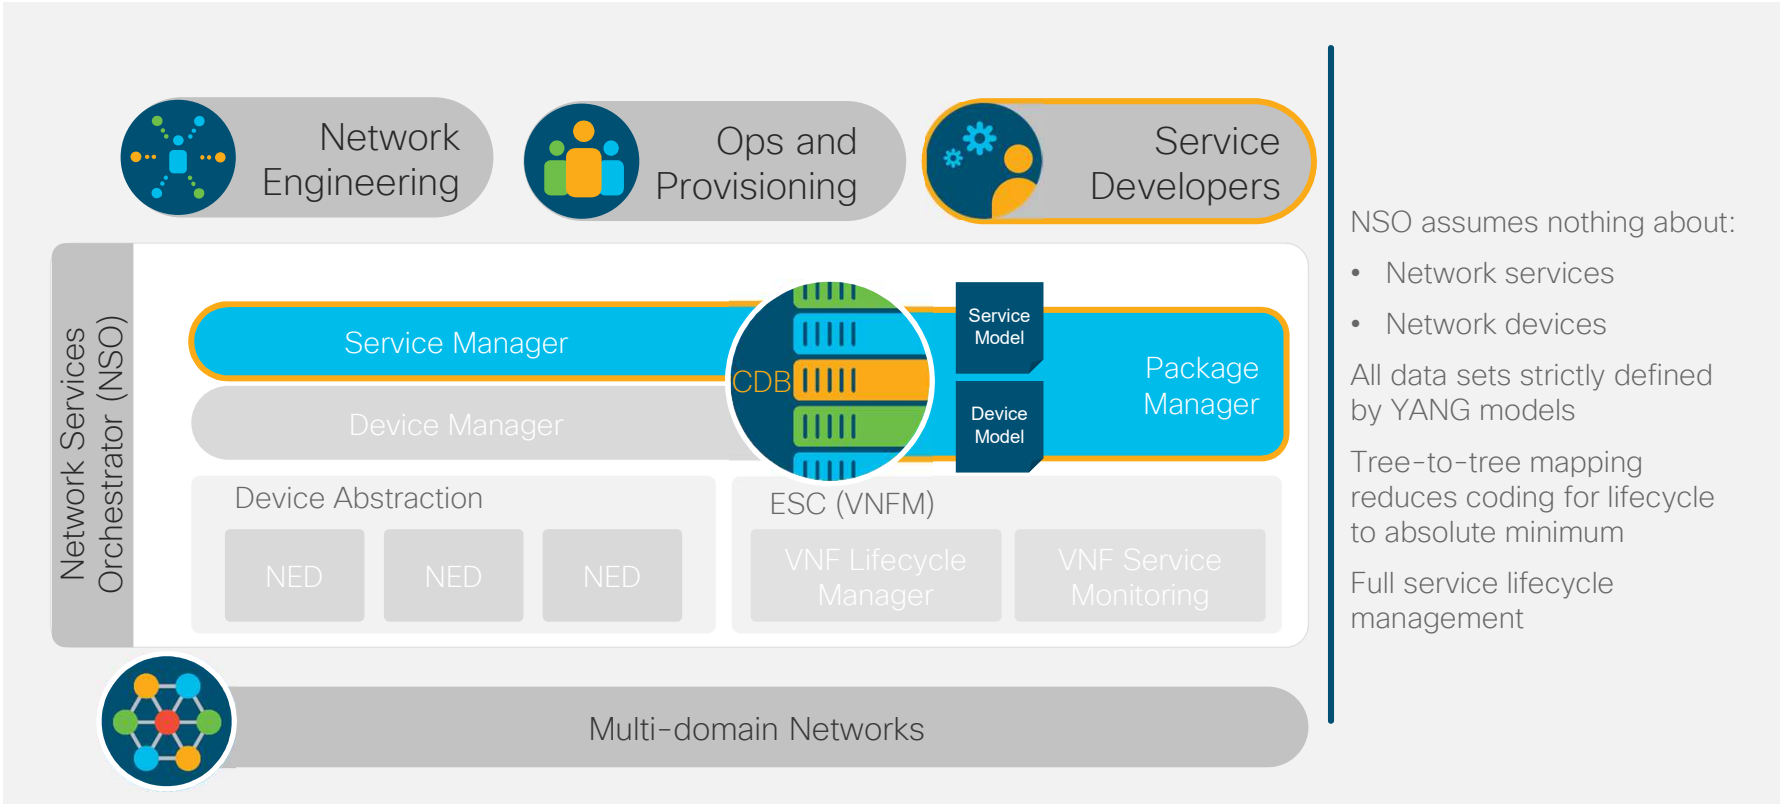 Network
Engineering
Ops and
Provisioning
Service
Developers
Network Services
Orchestrator (NSO)
Service Manager
Device Manager
CDB
Service
Model
Device
Model
Package
Manager
Device Abstraction
NED
NED
NED
ESC (VNFM)
VNF Lifecycle
Manager
VNF Service
Monitoring
Multi-domain Networks
NSO assumes nothing about:
• Network services
• Network devices
All data sets strictly defined
by YANG models
Tree-to-tree mapping
reduces coding for lifecycle
to absolute minimum
Full service lifecycle
management